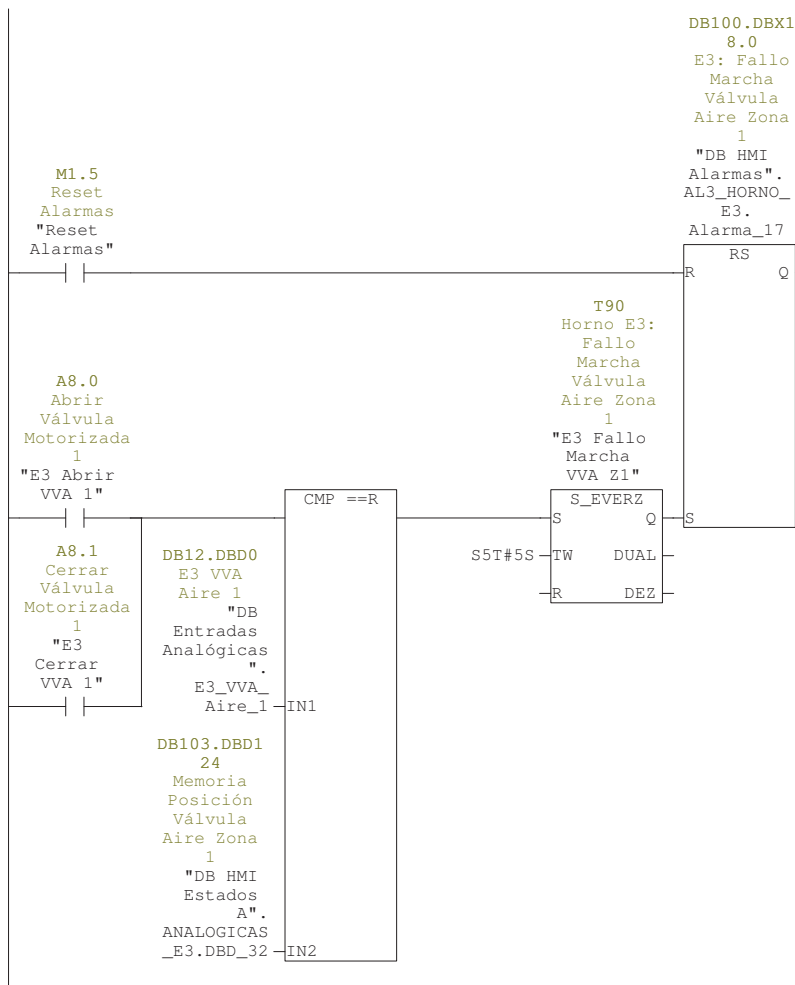 DB100.DBX1
8.0
E3: Fallo
Marcha
Válvula
Aire Zona
1
"DB HMI
Alarmas".
AL3_HORNO_
E3.
Alarma_17
M1.5
Reset
Alarmas
"Reset
Alarmas"
RS
R Q
T90
Horno E3:
Fallo
Marcha
Válvula
Aire Zona
1
"E3 Fallo
Marcha
VVA Z1"
A8.0
Abrir
Válvula
Motorizada
1
"E3 Abrir
VVA 1"
CMP ==R
S_EVERZ
S Q
S
S5T#5S TW DUAL
R DEZ
A8.1
Cerrar
Válvula
Motorizada
1
"E3
Cerrar
VVA 1"
DB12.DBD0
E3 VVA
Aire 1
"DB
Entradas
Analógicas
".
E3_VVA_
Aire_1 IN1
DB103.DBD1
24
Memoria
Posición
Válvula
Aire Zona
1
"DB HMI
Estados
A".
ANALOGICAS
_E3.DBD_32 IN2